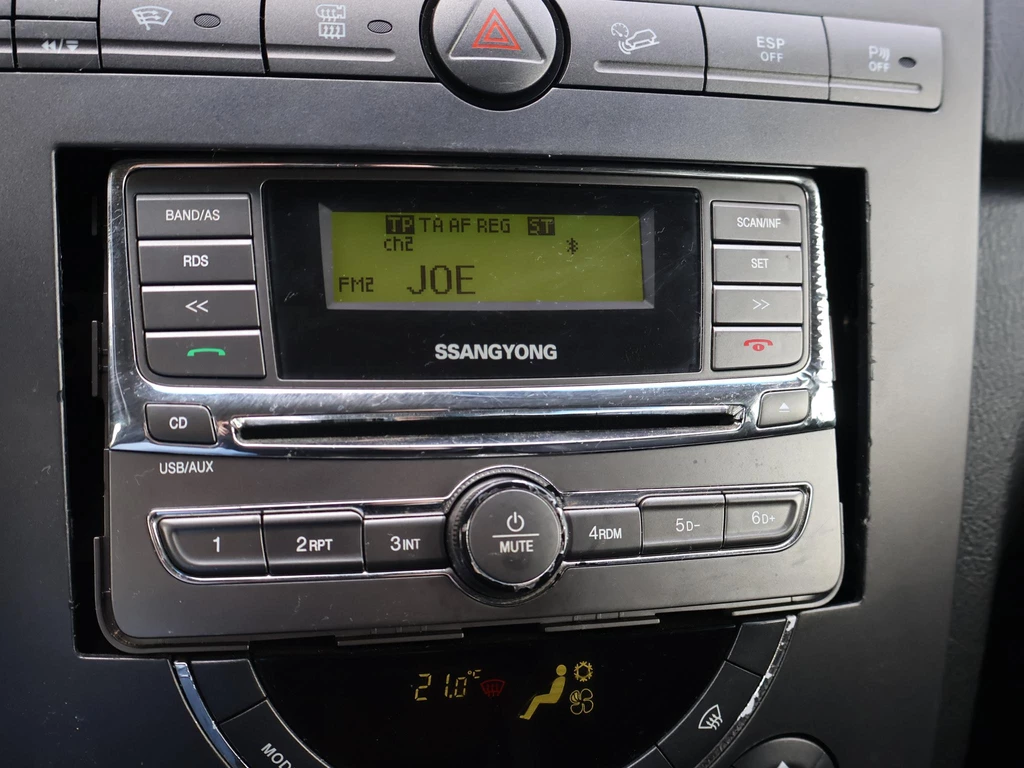 ESP
OFF
P
OFF
BAND/AS
RDS
<<
TP TA AF REG ST
ch2
FM2 JOE
SSANGYONG
SCAN/INF
SET
>>
CD
USB/AUX
1
2RPT
3INT
MUTE
4RDM
5D-
6D+
21.0°C
MOD